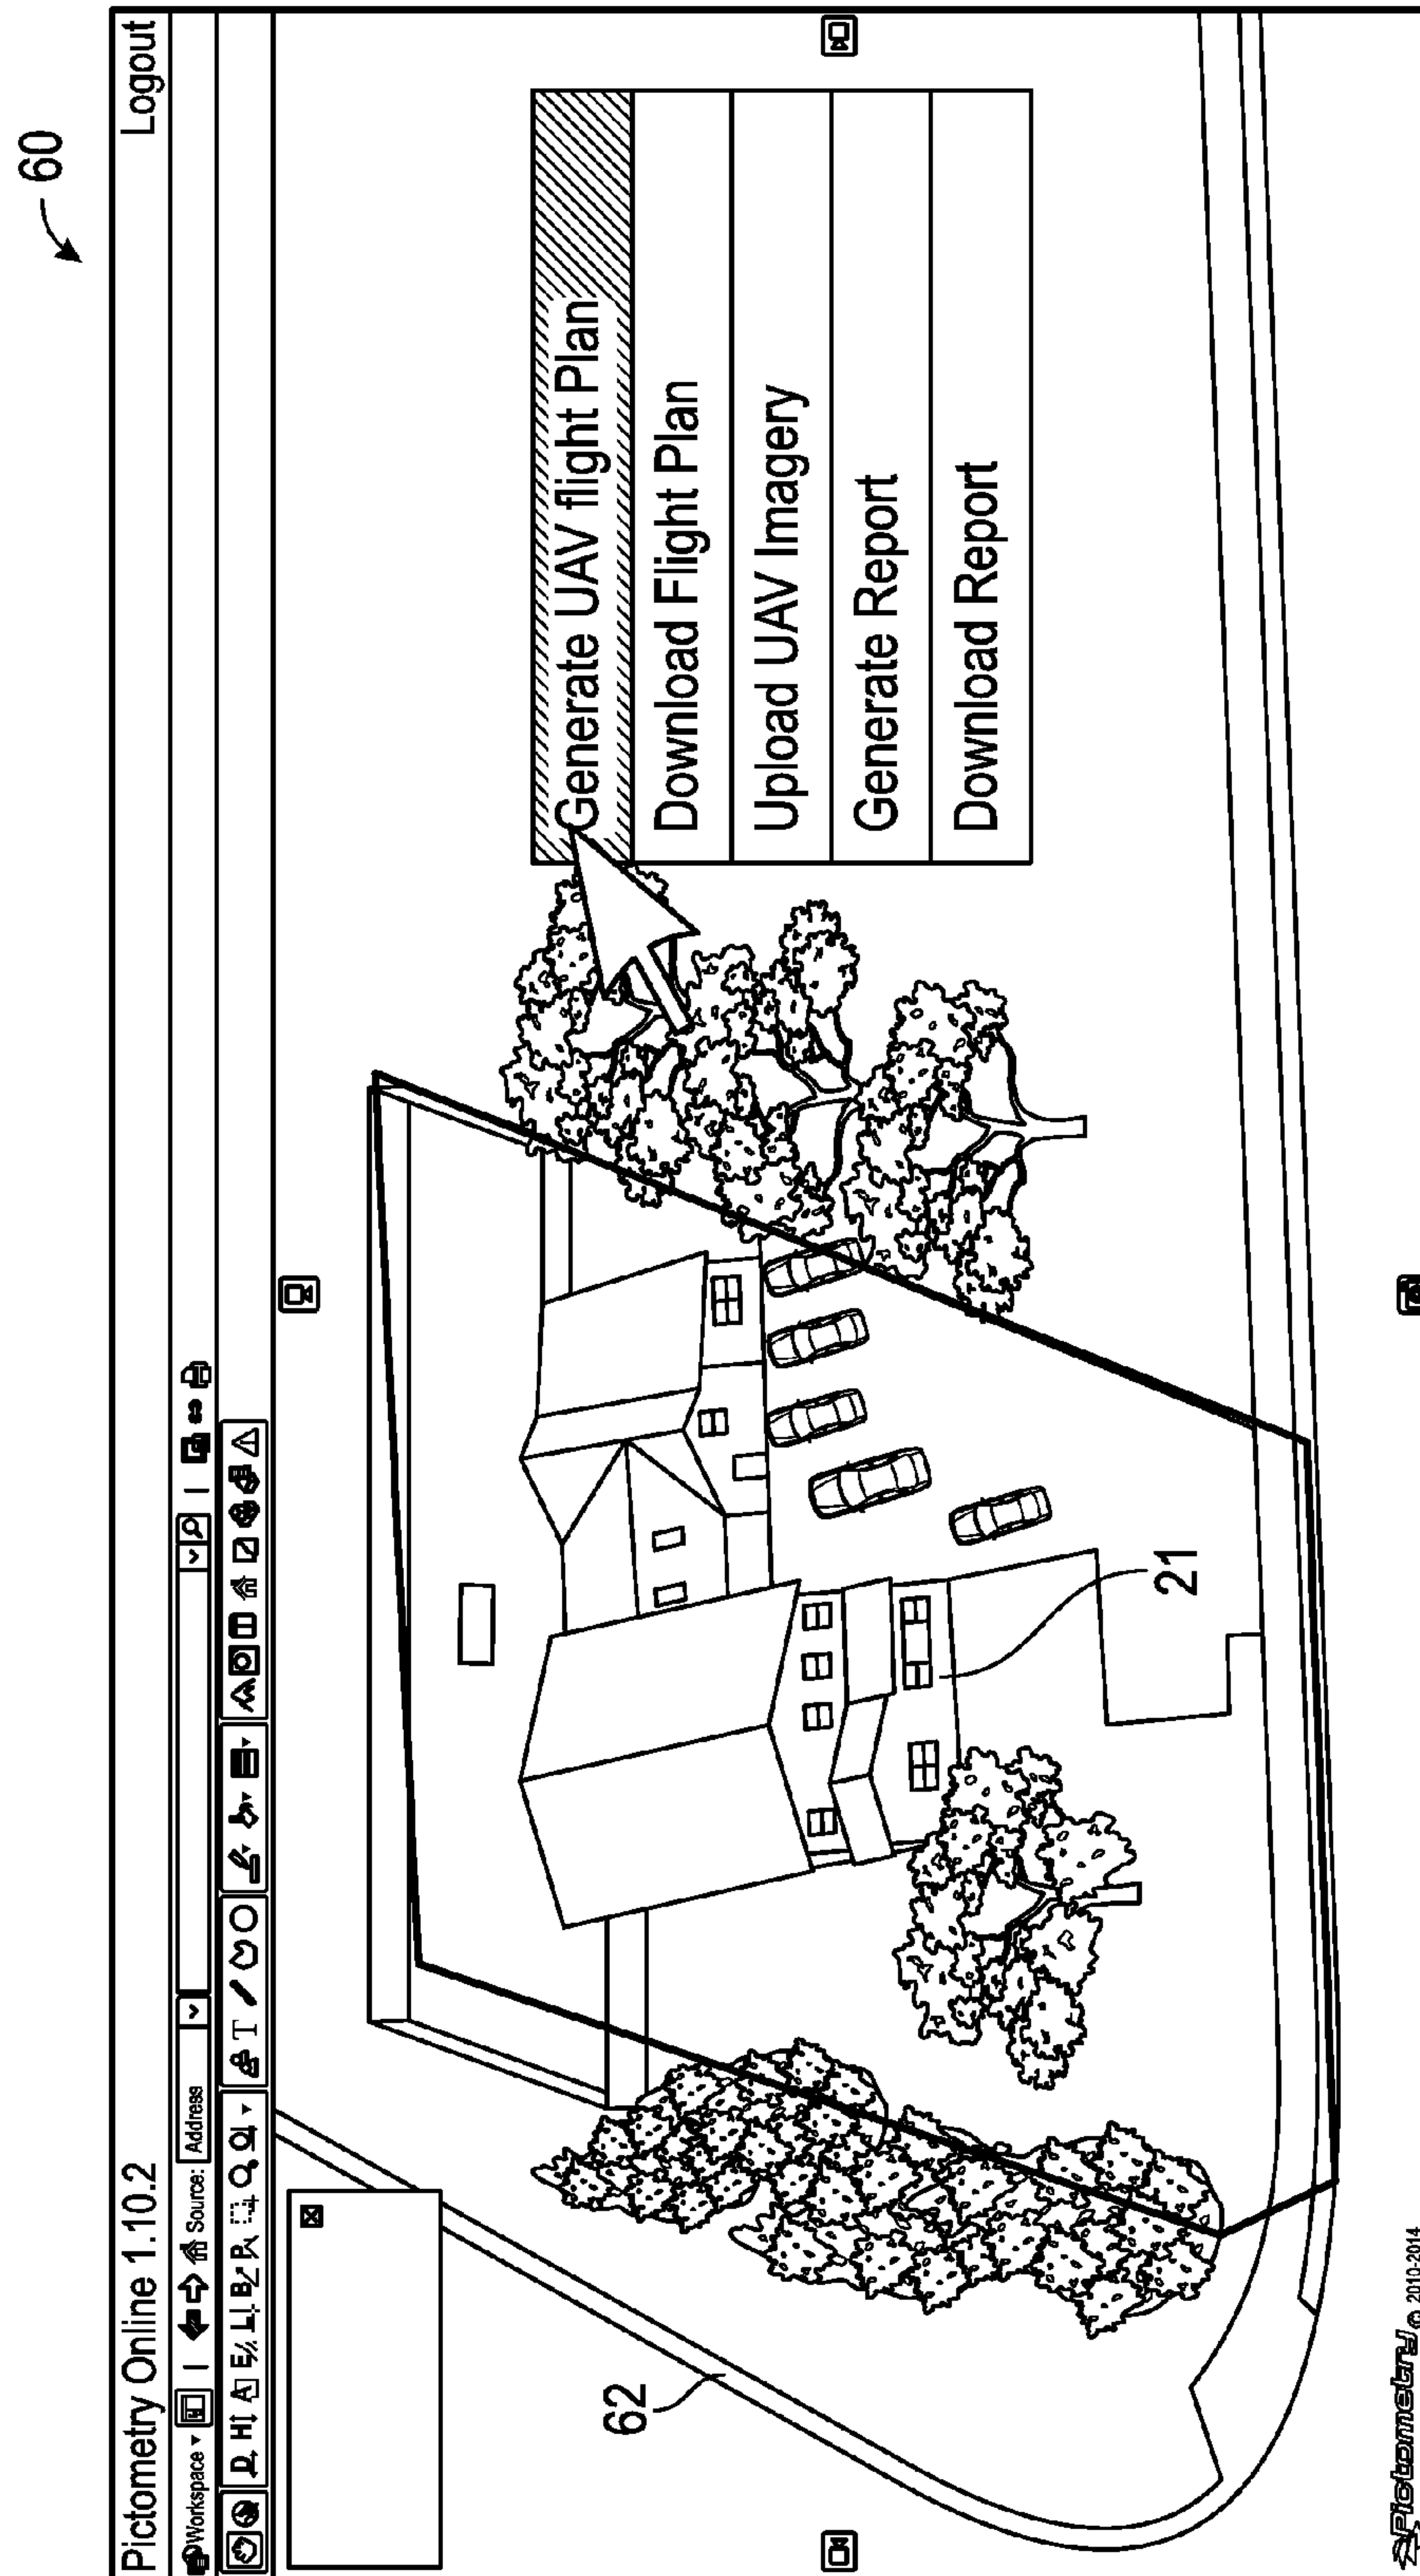 60
Pictometry Online 1.10.2 Logout
Workspace Source: Address
D H A E L B P T
Generate UAV flight Plan
Download Flight Plan
Upload UAV Imagery
Generate Report
Download Report
62
21
Pictometry © 2010-2014